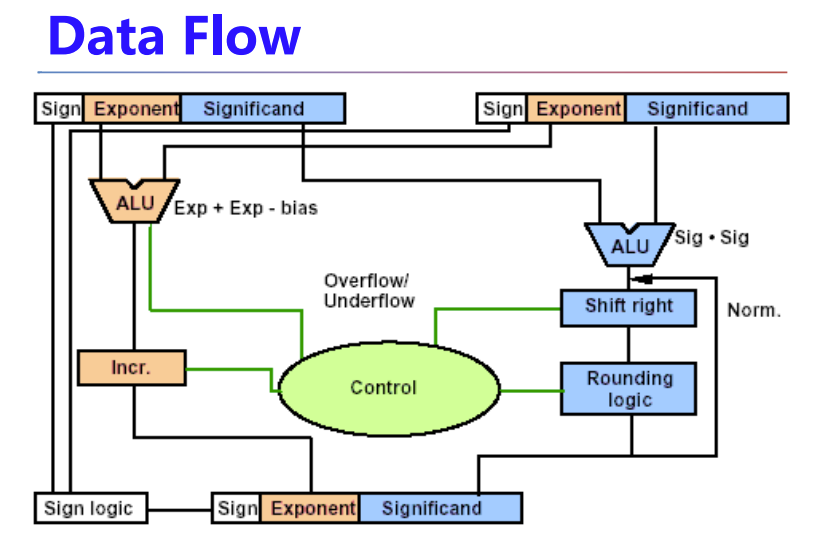 Data Flow
Sign Exponent Significand
Sign Exponent Significand
ALU
Exp + Exp - bias
ALU
Sig • Sig
Overflow/
Underflow
Shift right
Norm.
Incr.
Control
Rounding
logic
Sign logic
Sign Exponent Significand